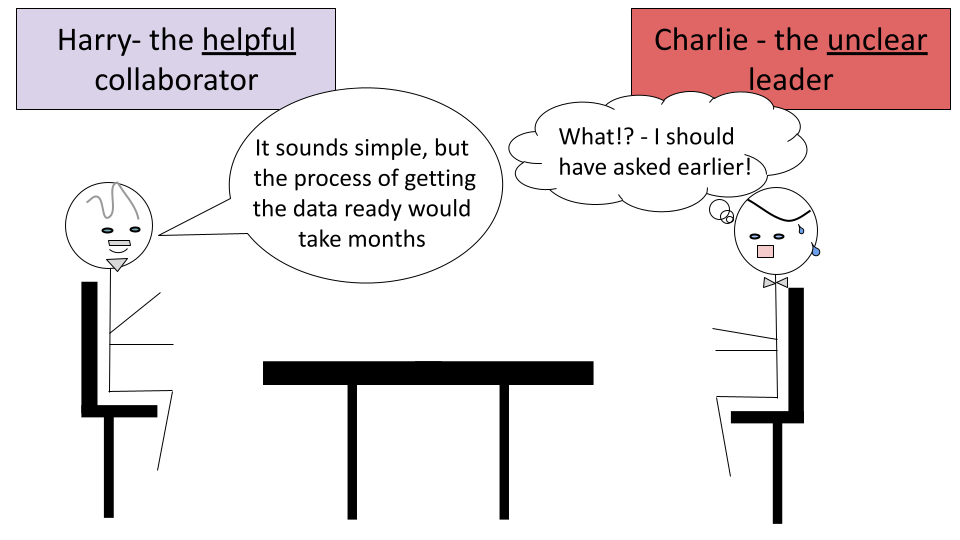 Harry- the helpful
collaborator
Charlie - the unclear
leader
It sounds simple, but
the process of getting
the data ready would
take months
What!? - I should
have asked earlier!